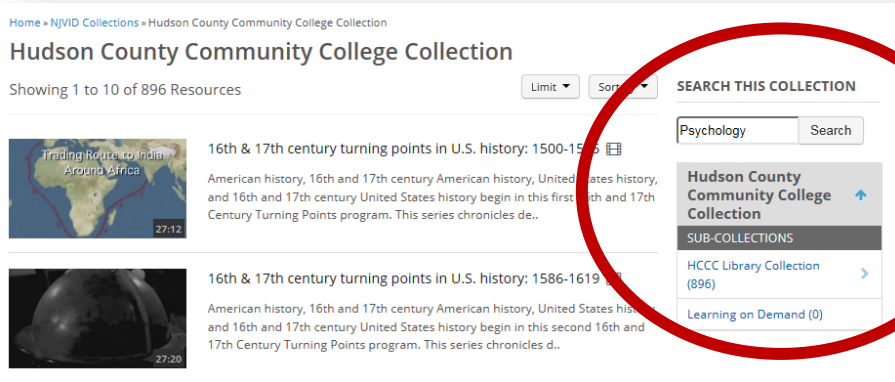 Home » NJVID Collections » Hudson County Community College Collection
Hudson County Community College Collection
Showing 1 to 10 of 896 Resources
Limit
Trading Route to India
Around Africa
27:12
16th & 17th century turning points in U.S. history: 1500-
American history, 16th and 17th century American history, United States history,
and 16th and 17th century United States history begin in this first 16th and 17th
Century Turning Points program. This series chronicles de..
27:20
16th & 17th century turning points in U.S. history: 1586-1619
American history, 16th and 17th century American history, United States history,
and 16th and 17th century United States history begin in this second 16th and
17th Century Turning Points program. This series chronicles d..
SEARCH THIS COLLECTION
Psychology
Search
Hudson County
Community College
Collection
SUB-COLLECTIONS
HCCC Library Collection
(896)
Learning on Demand (0)